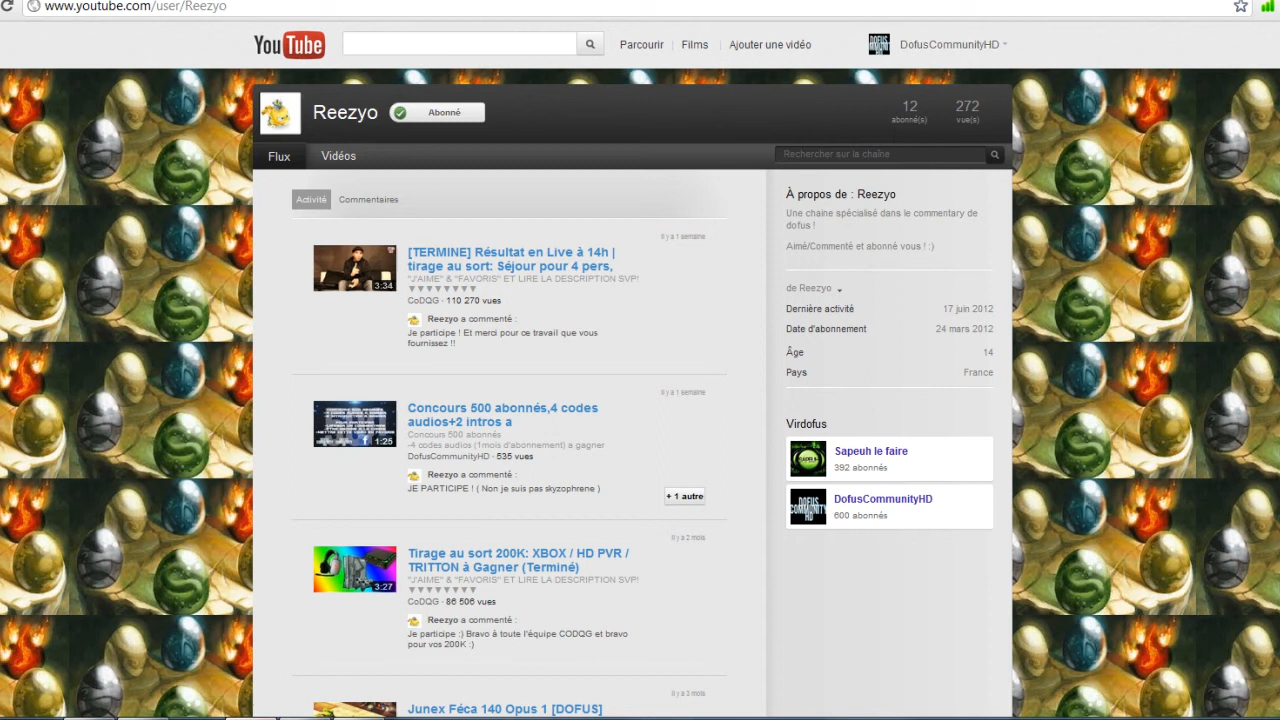 www.youtube.com/user/Reezyo
YouTube
Parcourir | Films | Ajouter une vidéo
DofusCommunityHD
Reezyo
Abonné
12
abonné(s)
272
vue(s)
Flux
Vidéos
Rechercher sur la chaîne
Activité
Commentaires
Il y a 1 semaine
[TERMINE] Résultat en Live à 14h |
tirage au sort: Séjour pour 4 pers,
"J'AIME" & "FAVORIS" ET LIRE LA DESCRIPTION SVP!
▼▼▼▼▼▼▼▼
CoDQG - 110 270 vues
3:34
Reezyo a commenté :
Je participe ! Et merci pour ce travail que vous
fournissez !!
Il y a 1 semaine
Concours 500 abonnés,4 codes
audios+2 intros a
Concours 500 abonnés
-4 codes audios (1mois d'abonnement) a gagner
DofusCommunityHD - 535 vues
1:25
Reezyo a commenté :
JE PARTICIPE ! ( Non je suis pas skyzophrene )
+ 1 autre
Il y a 2 mois
Tirage au sort 200K: XBOX / HD PVR /
TRITTON à Gagner (Terminé)
"J'AIME" & "FAVORIS" ET LIRE LA DESCRIPTION SVP!
▼▼▼▼▼▼▼▼
CoDQG - 86 506 vues
3:27
Reezyo a commenté :
Je participe :) Bravo à toute l'équipe CODQG et bravo
pour vos 200K :)
Il y a 3 mois
Junex Féca 140 Opus 1 [DOFUS]
À propos de : Reezyo
Une chaine spécialisé dans le commentary de
dofus !
Aimé/Commenté et abonné vous ! :)
de Reezyo
Dernière activité 17 juin 2012
Date d'abonnement 24 mars 2012
Âge 14
Pays France
Virdofus
Sapeuh le faire
392 abonnés
DOFUS
COMMUNITY
HD
DofusCommunityHD
600 abonnés